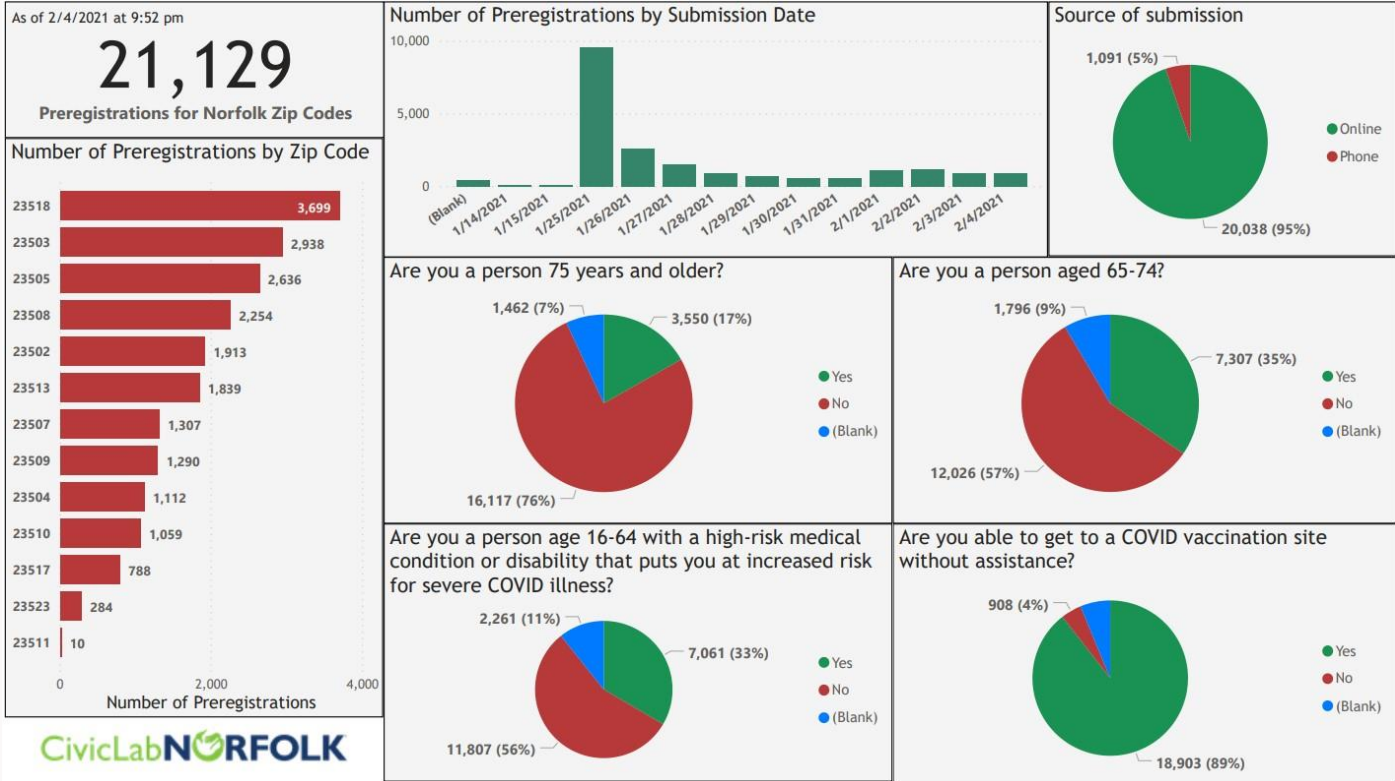 As of 2/4/2021 at 9:52 pm
21,129
Preregistrations for Norfolk Zip Codes
Number of Preregistrations by Zip Code
23518
3,699
23503
2,938
23505
2,636
23508
2,254
23502
1,913
23513
1,839
23507
1,307
23509
1,290
23504
1,112
23510
1,059
23517
788
23523
284
23511
10
0
2,000
4,000
Number of Preregistrations
CivicLabNORFOLK
Number of Preregistrations by Submission Date
10,000
5,000
0
(Blank)
1/14/2021
1/15/2021
1/25/2021
1/26/2021
1/27/2021
1/28/2021
1/29/2021
1/30/2021
1/31/2021
2/1/2021
2/2/2021
2/3/2021
2/4/2021
Source of submission
1,091 (5%)
Online
Phone
20,038 (95%)
Are you a person 75 years and older?
1,462 (7%)
3,550 (17%)
Yes
No
(Blank)
16,117 (76%)
Are you a person aged 65-74?
1,796 (9%)
7,307 (35%)
Yes
No
(Blank)
12,026 (57%)
Are you a person age 16-64 with a high-risk medical
condition or disability that puts you at increased risk
for severe COVID illness?
2,261 (11%)
7,061 (33%)
Yes
No
(Blank)
11,807 (56%)
Are you able to get to a COVID vaccination site
without assistance?
908 (4%)
Yes
No
(Blank)
18,903 (89%)